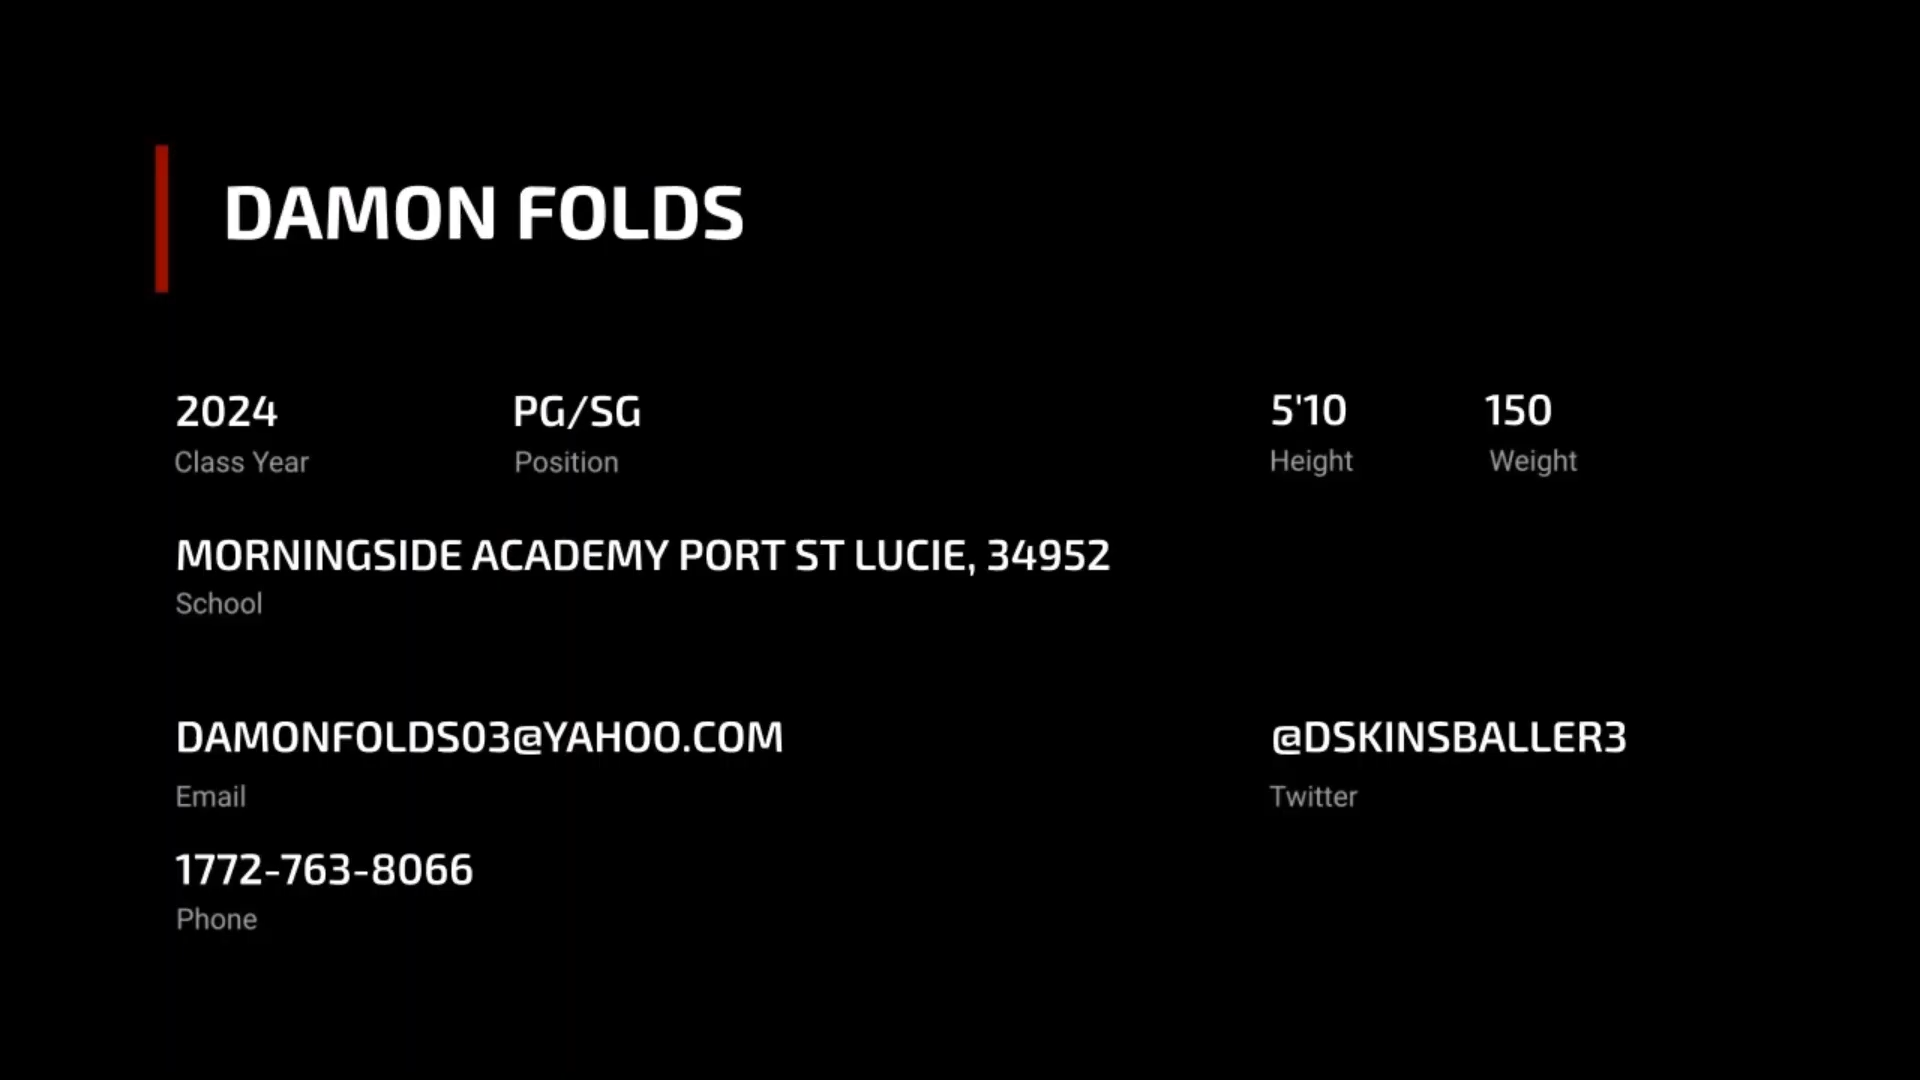 DAMON FOLDS
2024 PG/SG 5'10 150
Class Year Position Height Weight
MORNINGSIDE ACADEMY PORT ST LUCIE, 34952
School
DAMONFOLDS03@YAHOO.COM @DSKINSBALLER3
Email Twitter
1772-763-8066
Phone